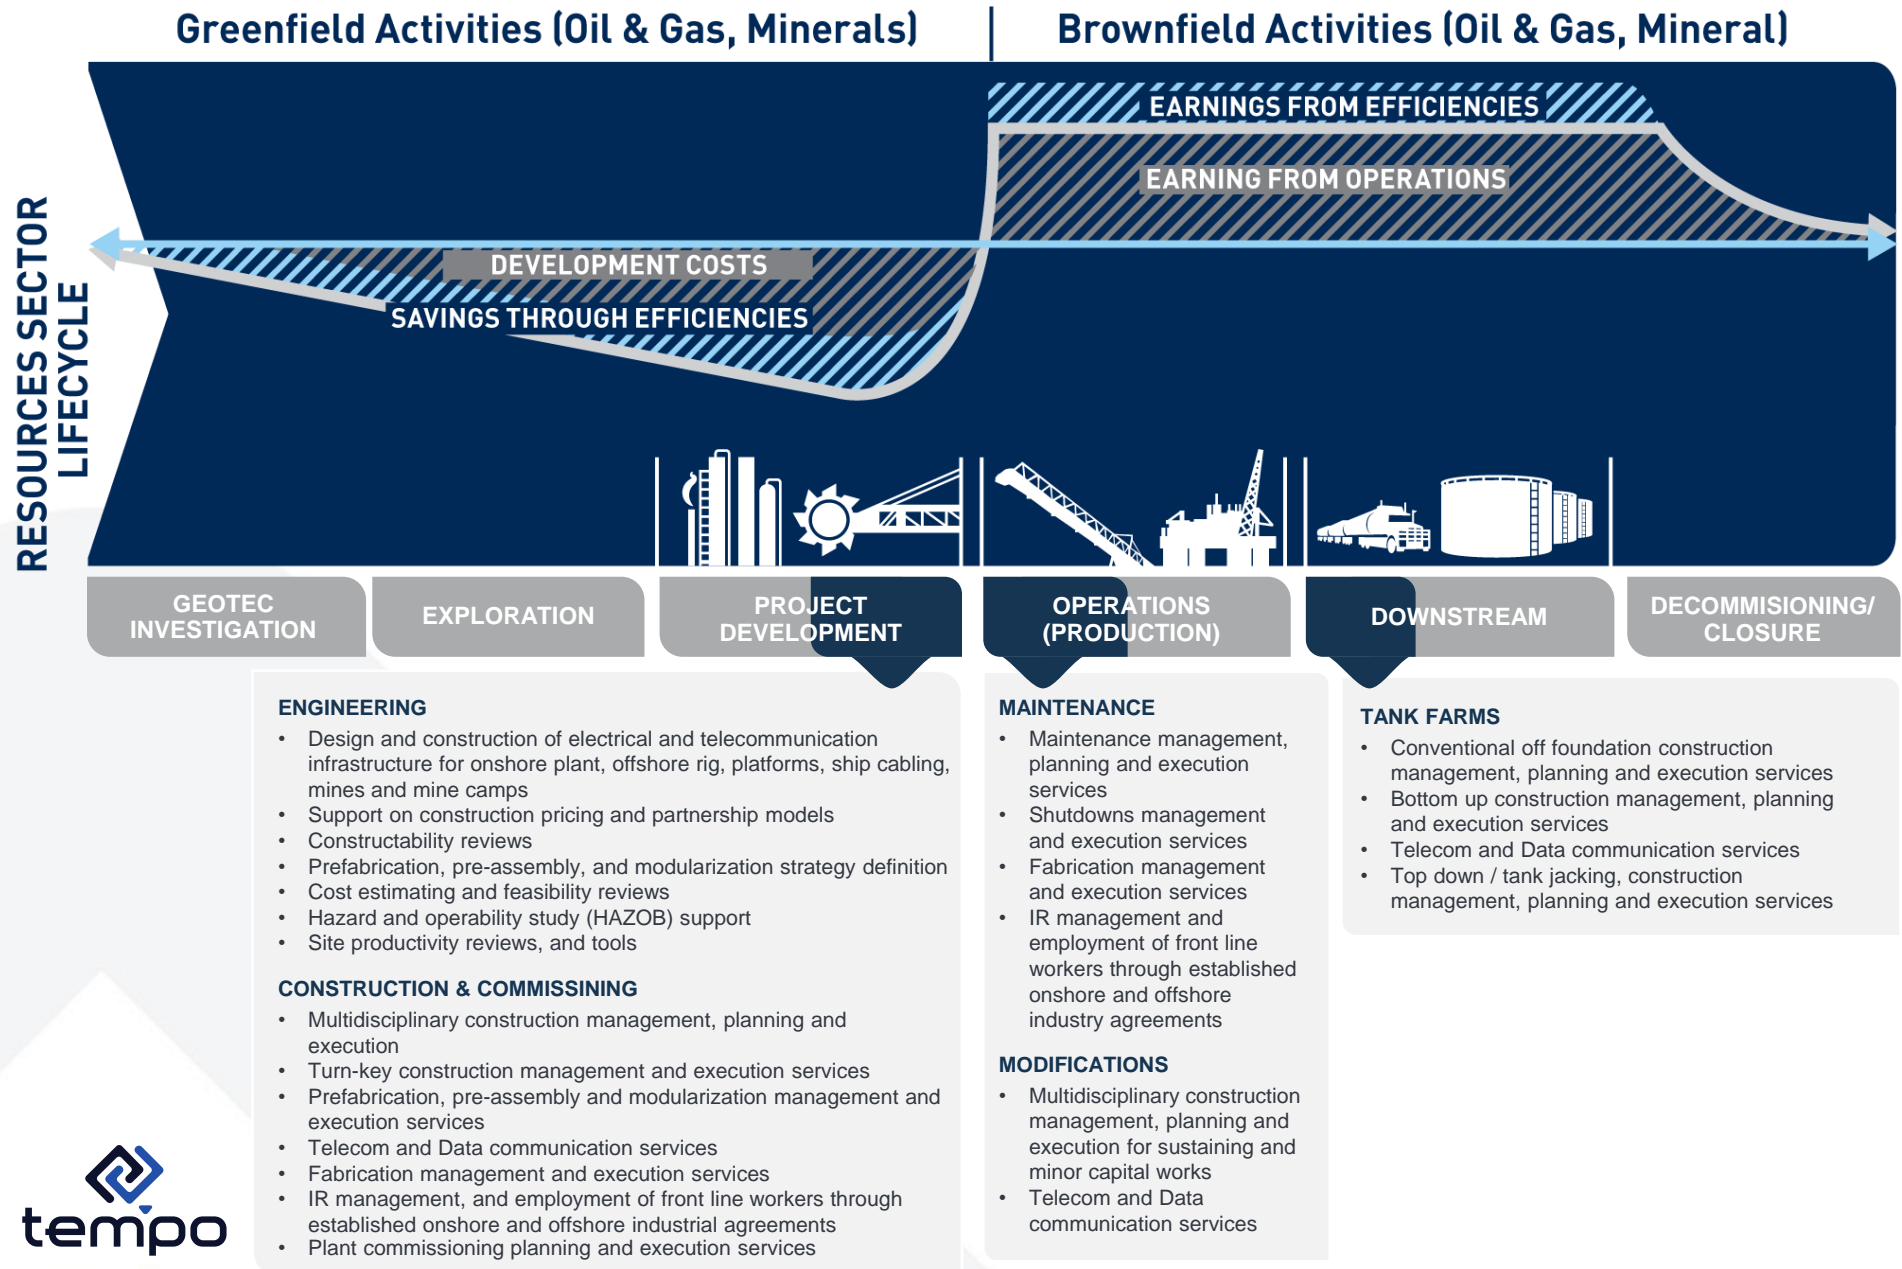 Greenfield Activities (Oil & Gas, Minerals)
Brownfield Activities (Oil & Gas, Mineral)
RESOURCES SECTOR
LIFECYCLE
EARNINGS FROM EFFICIENCIES
EARNING FROM OPERATIONS
DEVELOPMENT COSTS
SAVINGS THROUGH EFFICIENCIES
GEOTEC
INVESTIGATION
EXPLORATION
PROJECT
DEVELOPMENT
OPERATIONS
(PRODUCTION)
DOWNSTREAM
DECOMMISIONING/
CLOSURE
ENGINEERING
• Design and construction of electrical and telecommunication
infrastructure for onshore plant, offshore rig, platforms, ship cabling,
mines and mine camps
• Support on construction pricing and partnership models
• Constructability reviews
• Prefabrication, pre-assembly, and modularization strategy definition
• Cost estimating and feasibility reviews
• Hazard and operability study (HAZOB) support
• Site productivity reviews, and tools
CONSTRUCTION & COMMISSINING
• Multidisciplinary construction management, planning and
execution
• Turn-key construction management and execution services
• Prefabrication, pre-assembly and modularization management and
execution services
• Telecom and Data communication services
• Fabrication management and execution services
• IR management, and employment of front line workers through
established onshore and offshore industrial agreements
• Plant commissioning planning and execution services
MAINTENANCE
• Maintenance management,
planning and execution
services
• Shutdowns management
and execution services
• Fabrication management
and execution services
• IR management and
employment of front line
workers through established
onshore and offshore
industry agreements
MODIFICATIONS
• Multidisciplinary construction
management, planning and
execution for sustaining and
minor capital works
• Telecom and Data
communication services
TANK FARMS
• Conventional off foundation construction
management, planning and execution services
• Bottom up construction management, planning
and execution services
• Telecom and Data communication services
• Top down / tank jacking, construction
management, planning and execution services
tempo